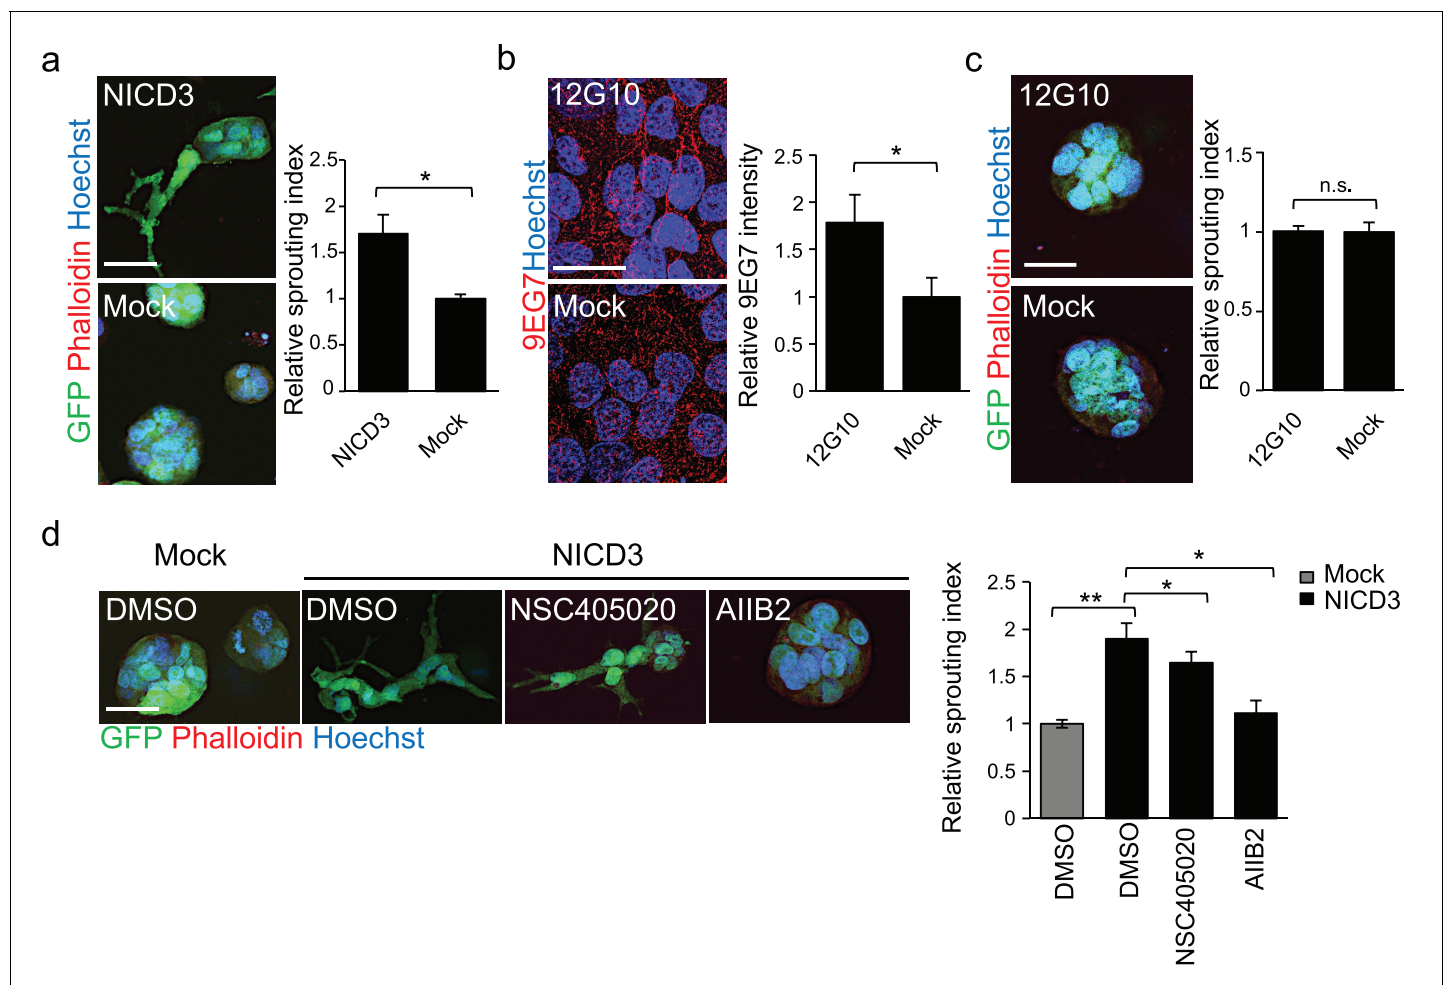 a
NICD3
Mock
GFP Phalloidin Hoechst
Relative sprouting index
2.5
2
1.5
1
0.5
0
*
NICD3
Mock
b
12G10
Mock
9EG7Hoechst
Relative 9EG7 intensity
2.5
2
1.5
1
0.5
0
*
12G10
Mock
c
12G10
Mock
GFP Phalloidin Hoechst
Relative sprouting index
1.5
1
0.5
0
n.s.
12G10
Mock
d
Mock
NICD3
DMSO
DMSO
NSC405020
AIIB2
GFP Phalloidin Hoechst
Relative sprouting index
2.5
2
1.5
1
0.5
0
**
*
*
Mock
NICD3
DMSO
DMSO
NSC405020
AIIB2